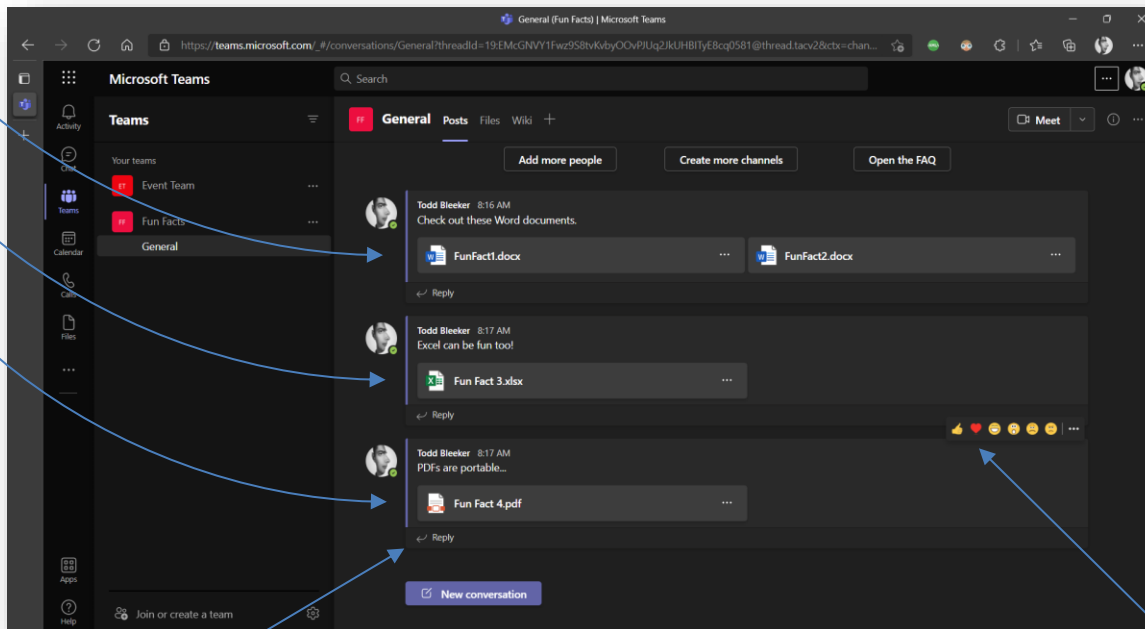 General (Fun Facts) | Microsoft Teams
https://teams.microsoft.com/_#/conversations/General?threadId=19:EMcGNVY1Fwz9S8tvKvbyOOvPJUq2JkUHBITyE8cq0581@thread.tacv2&ctx=chan...
Microsoft Teams
Search
Activity
Chat
Teams
Calendar
Calls
Files
Apps
Help
Teams
Your teams
ET Event Team
FF Fun Facts
General
Join or create a team
FF General Posts Files Wiki
Meet
Add more people Create more channels Open the FAQ
Todd Bleeker 8:16 AM
Check out these Word documents.
FunFact1.docx FunFact2.docx
Reply
Todd Bleeker 8:17 AM
Excel can be fun too!
Fun Fact 3.xlsx
Reply
Todd Bleeker 8:17 AM
PDFs are portable...
Fun Fact 4.pdf
Reply
New conversation